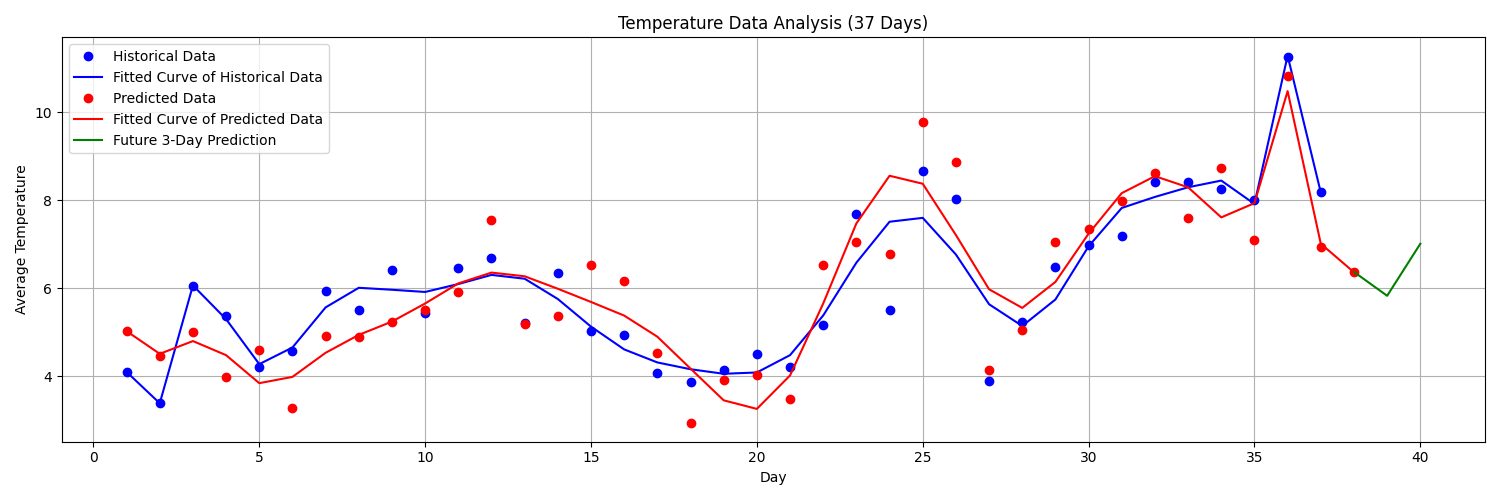 Temperature Data Analysis (37 Days)
Historical Data
Fitted Curve of Historical Data
Predicted Data
Fitted Curve of Predicted Data
Future 3-Day Prediction
Average Temperature
10
8
6
4
0 5 10 15 20 25 30 35 40
Day